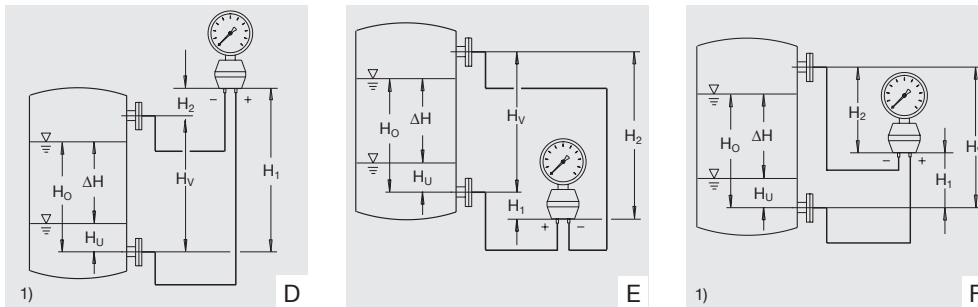 − +
H₂
Hₒ ΔH Hᵥ H₁
Hᵤ
1) D
Hᵥ
Hₒ ΔH H₂
Hᵤ
H₁
+ −
E
H₂
− +
Hₒ ΔH
H₁
Hᵤ
1) F